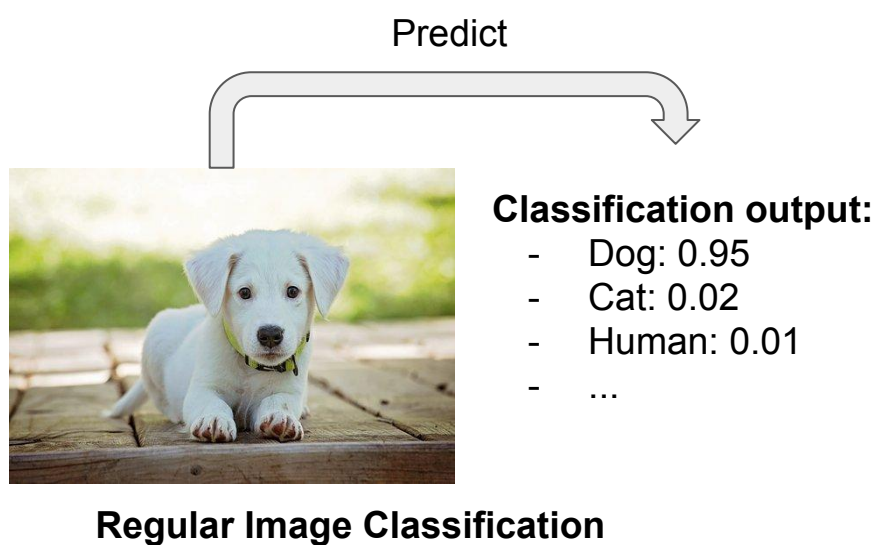 Predict
Classification output:
- Dog: 0.95
- Cat: 0.02
- Human: 0.01
- ...
Regular Image Classification